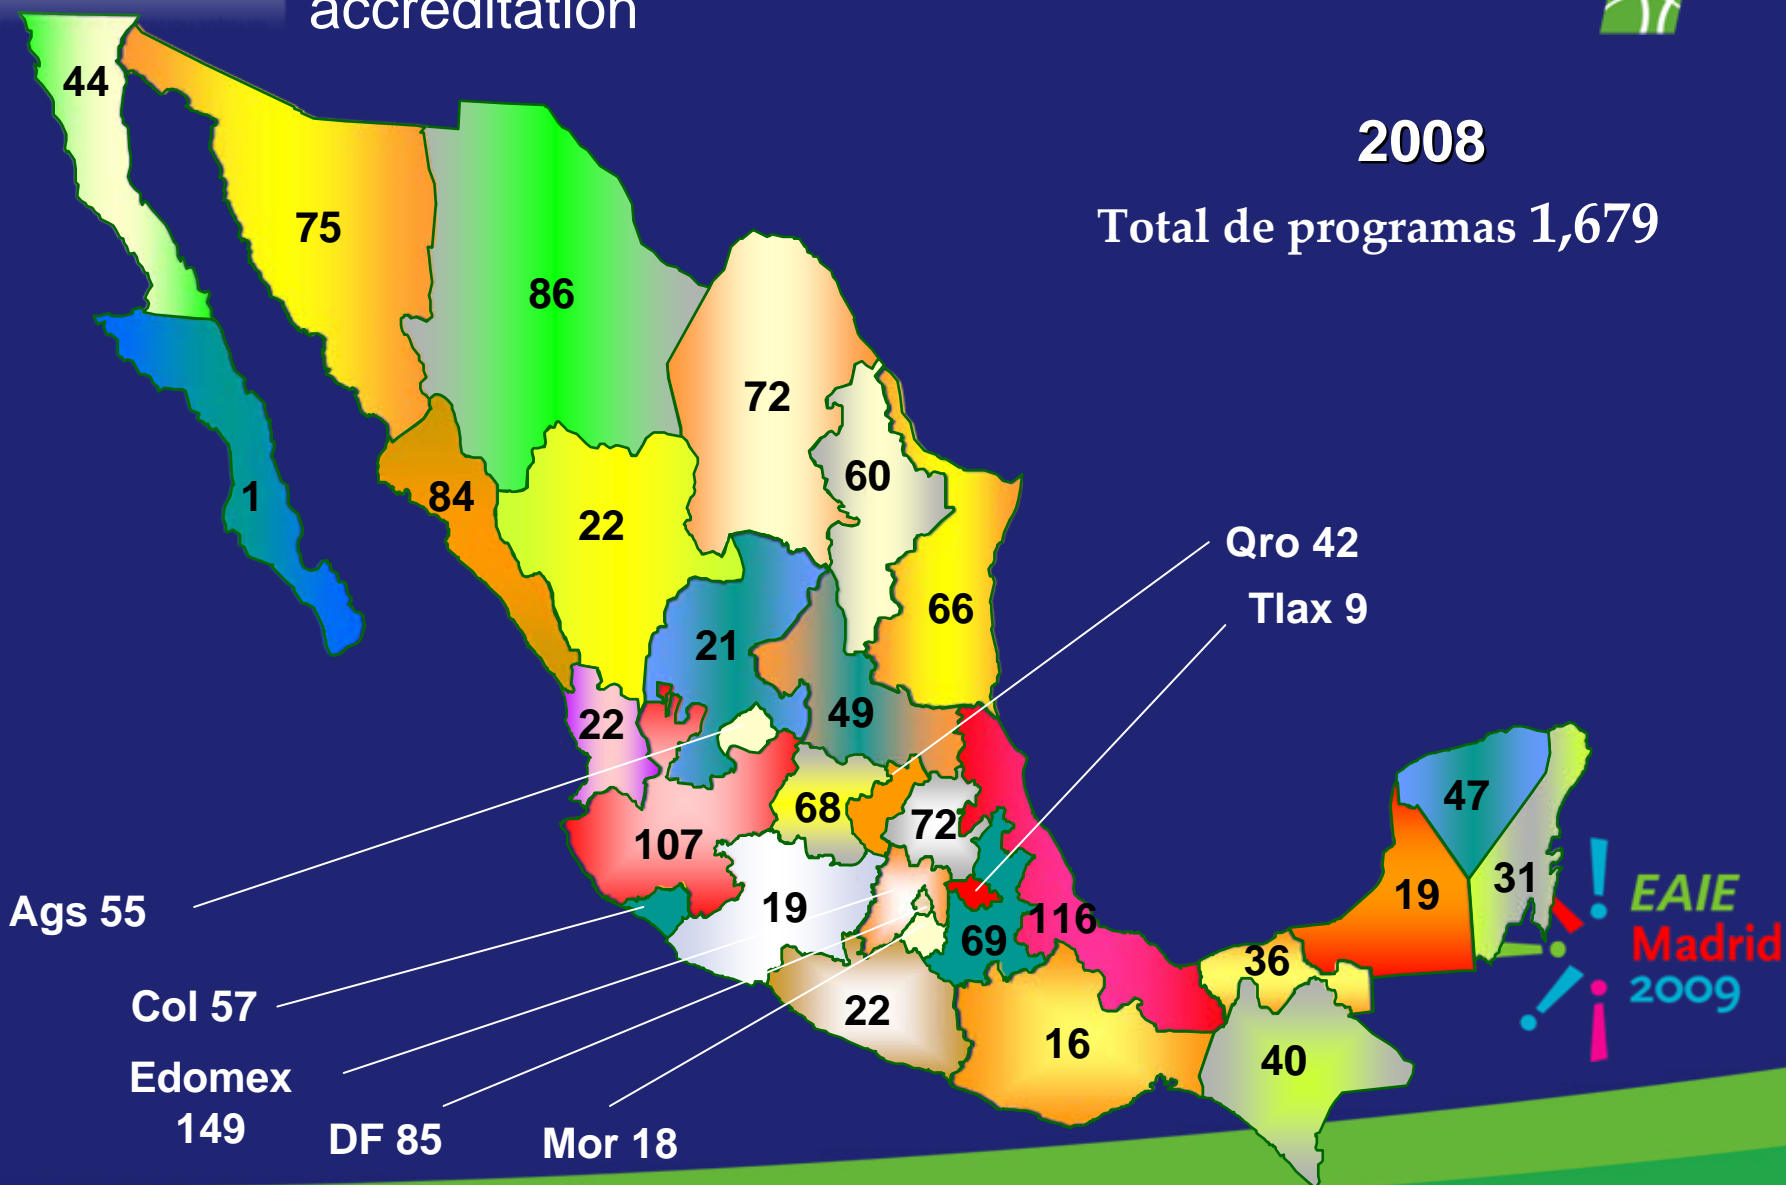 accreditation
44
2008
75
Total de programas 1,679
86
72
60
1
84
22
Qro 42
66
Tlax 9
21
49
22
47
68
72
107
31
19
Ags 55
19
EAIE
116
69
Madrid
36
2009
Col 57
22
16
40
Edomex
149
DF 85
Mor 18